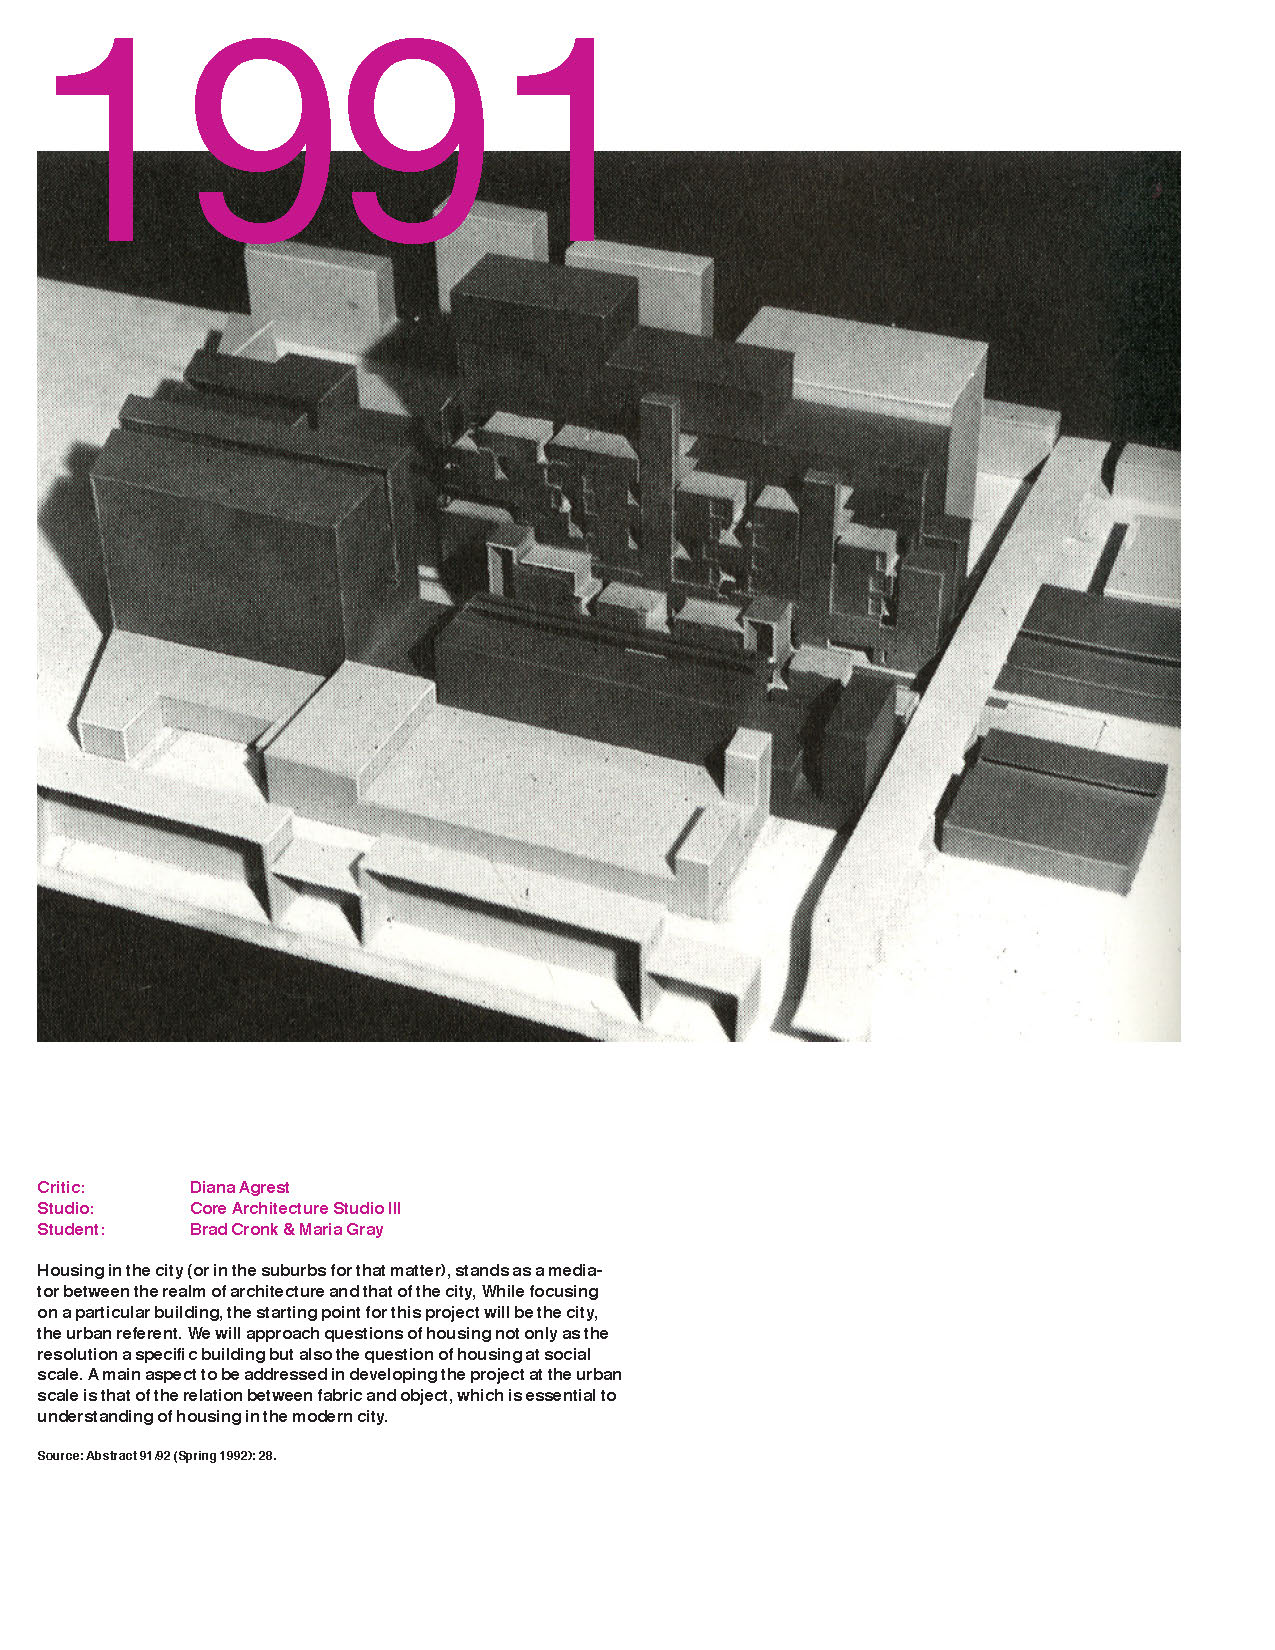 1991
Critic: Diana Agrest
Studio: Core Architecture Studio III
Student: Brad Cronk & Maria Gray
Housing in the city (or in the suburbs for that matter), stands as a media-
tor between the realm of architecture and that of the city, While focusing
on a particular building, the starting point for this project will be the city,
the urban referent. We will approach questions of housing not only as the
resolution a specific building but also the question of housing at social
scale. A main aspect to be addressed in developing the project at the urban
scale is that of the relation between fabric and object, which is essential to
understanding of housing in the modern city.
Source: Abstract 91/92 (Spring 1992): 28.